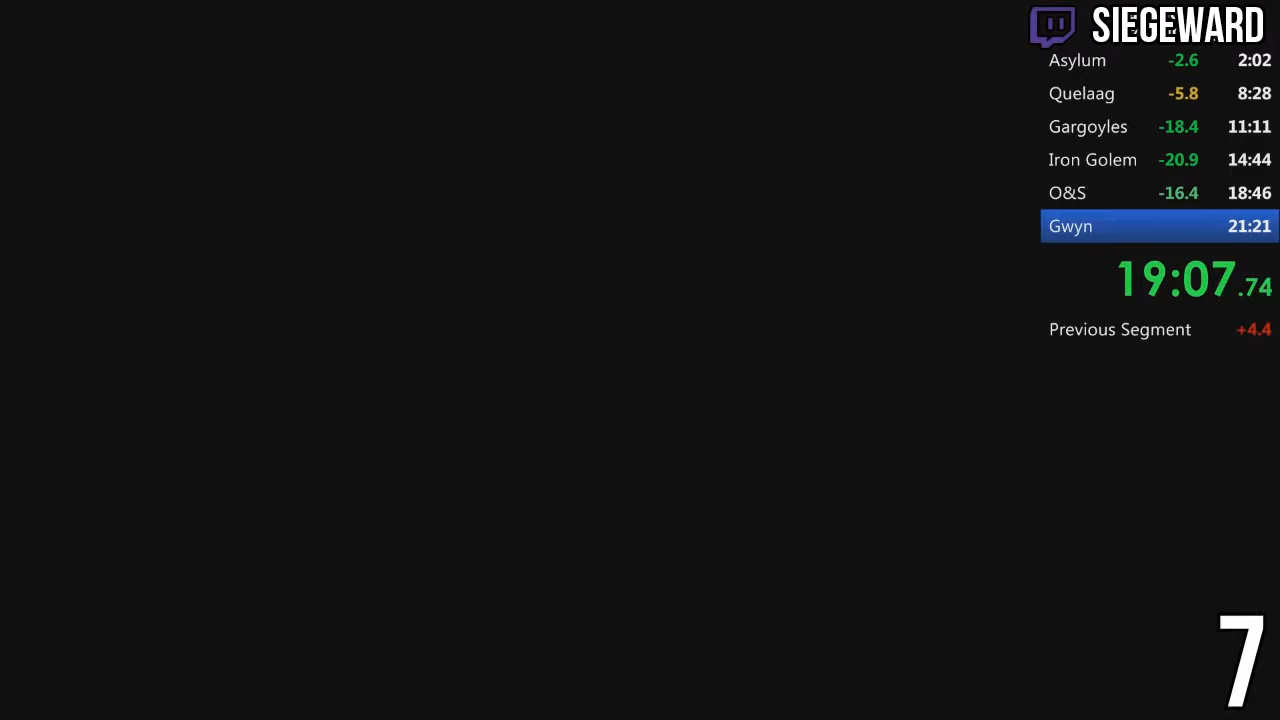 SIEGEWARD
Asylum -2.6 2:02
Quelaag -5.8 8:28
Gargoyles -18.4 11:11
Iron Golem -20.9 14:44
O&S -16.4 18:46
Gwyn 21:21
19:07.74
Previous Segment +4.4
7